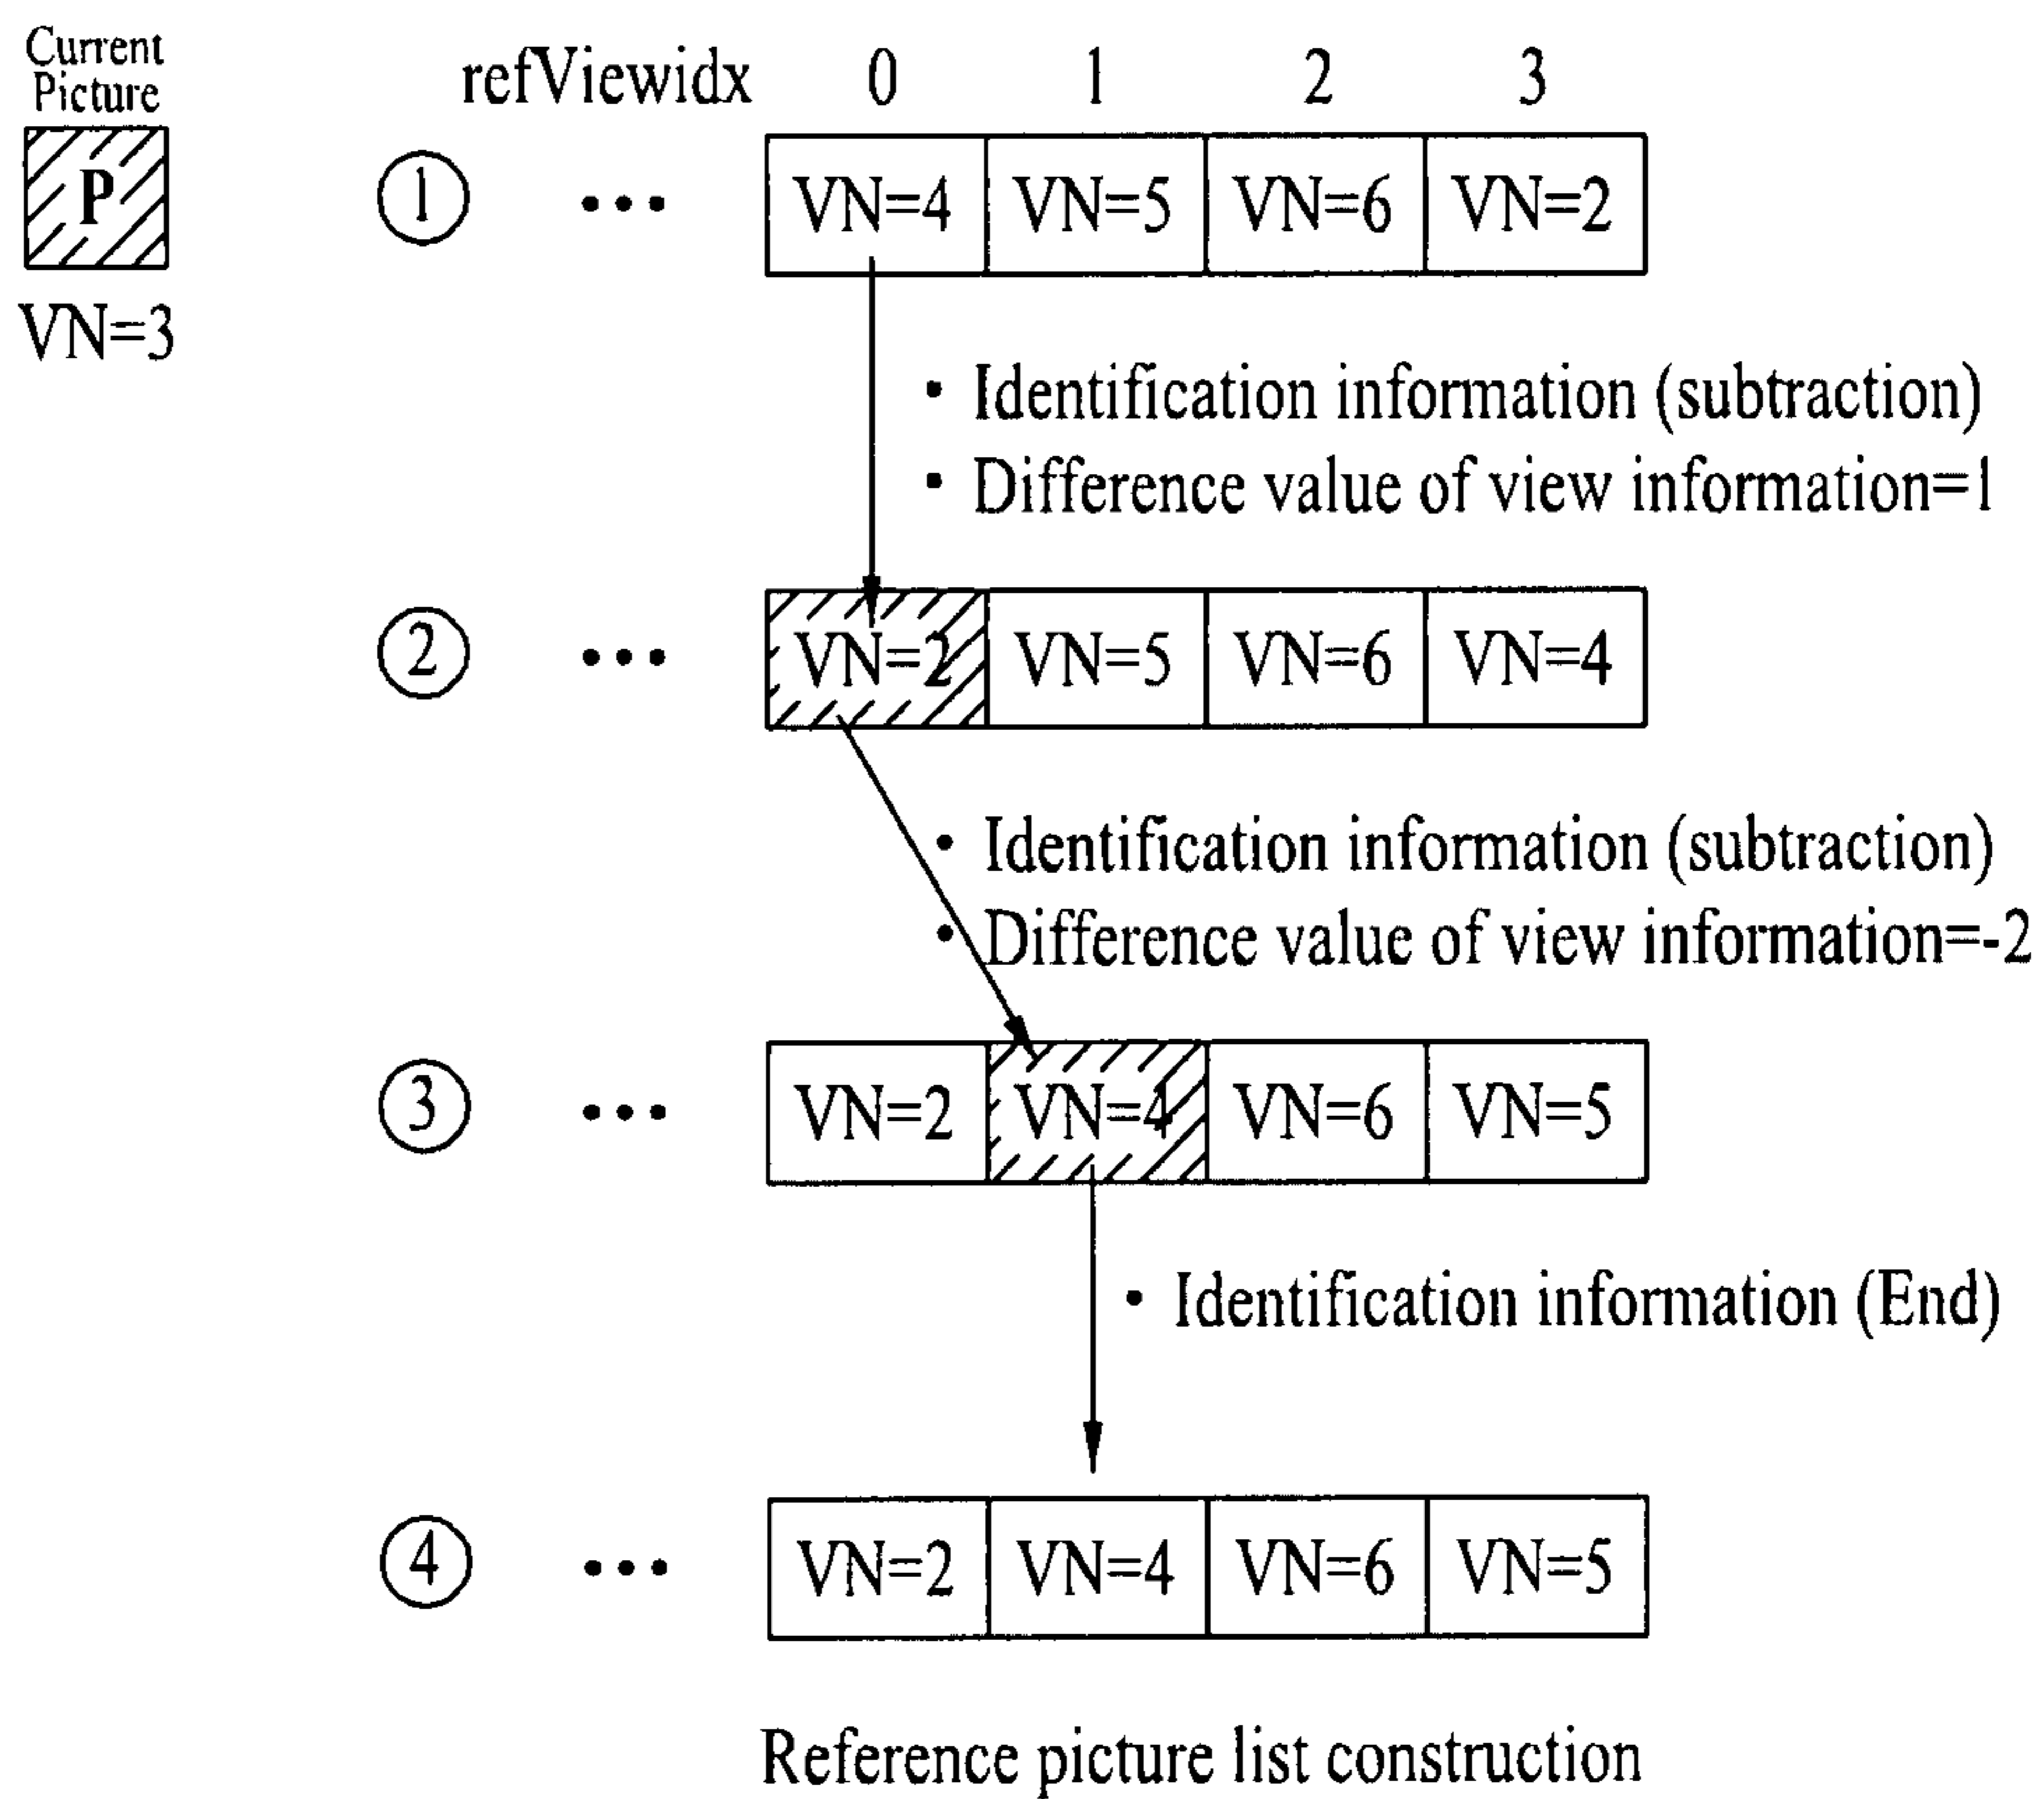 Current
Picture
P
VN=3
refViewidx 0 1 2 3
① ••• VN=4 VN=5 VN=6 VN=2
• Identification information (subtraction)
• Difference value of view information=1
② ••• VN=2 VN=5 VN=6 VN=4
• Identification information (subtraction)
• Difference value of view information=-2
③ ••• VN=2 VN=4 VN=6 VN=5
• Identification information (End)
④ ••• VN=2 VN=4 VN=6 VN=5
Reference picture list construction